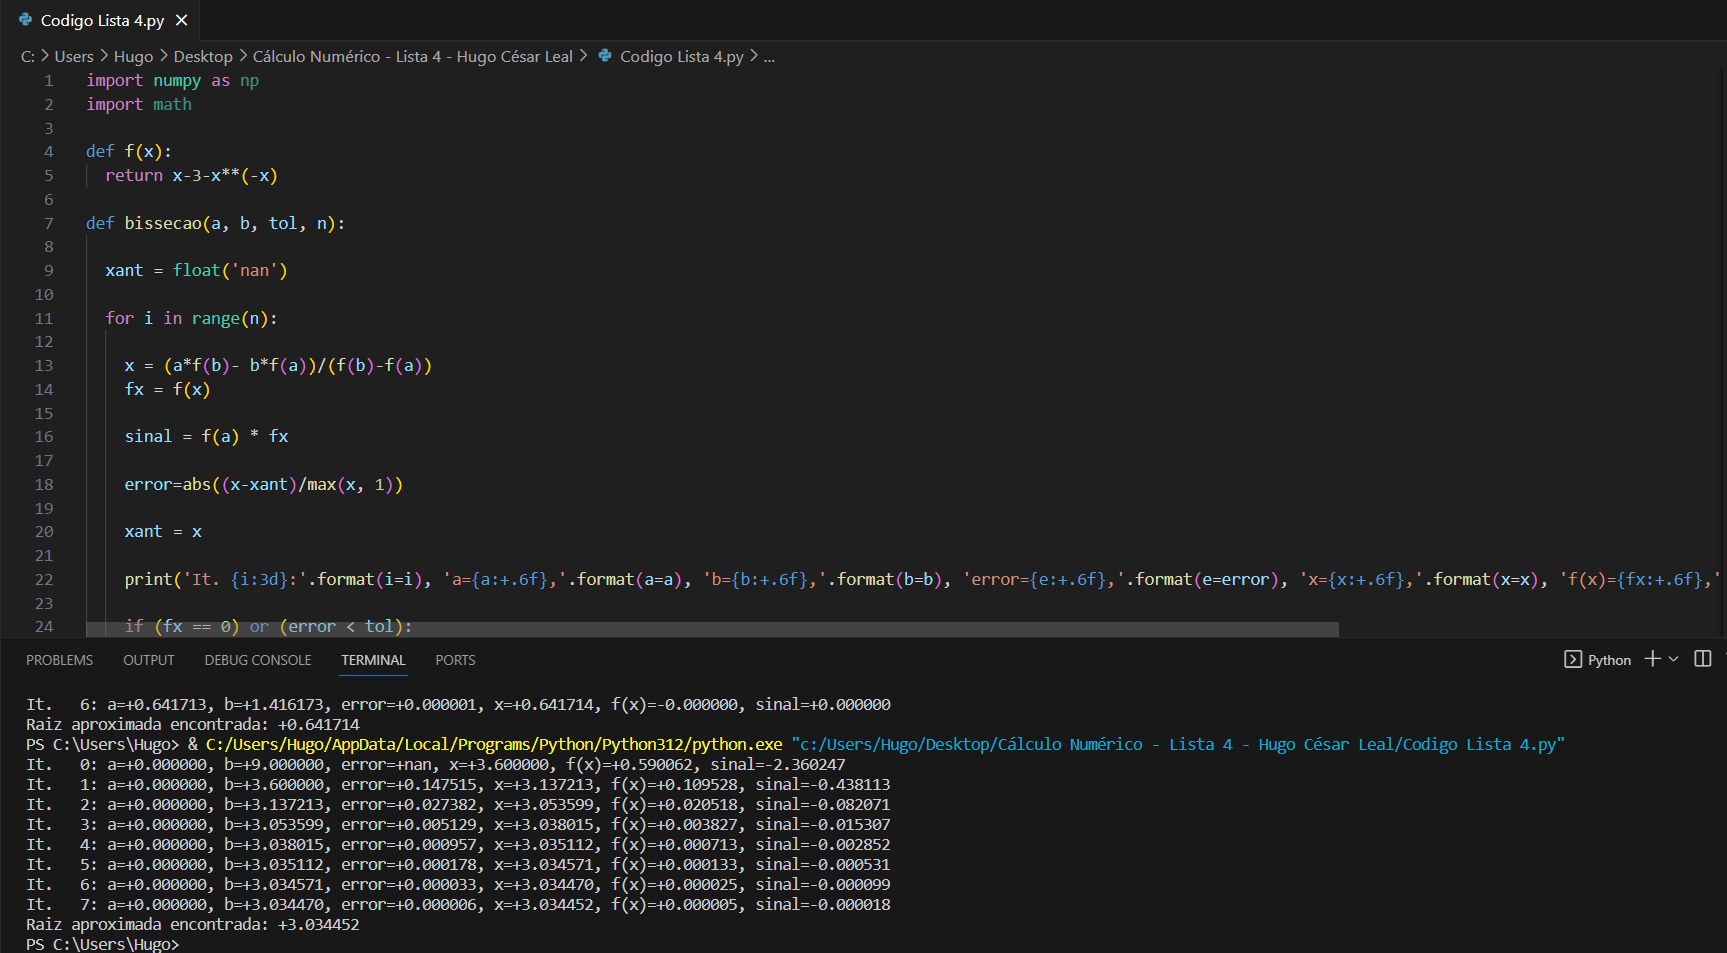 Codigo Lista 4.py ×
C: > Users > Hugo > Desktop > Cálculo Numérico - Lista 4 - Hugo César Leal > Codigo Lista 4.py > ...
1 import numpy as np
2 import math
3
4 def f(x):
5 return x-3-x**(-x)
6
7 def bissecao(a, b, tol, n):
8
9 xant = float('nan')
10
11 for i in range(n):
12
13 x = (a*f(b)- b*f(a))/(f(b)-f(a))
14 fx = f(x)
15
16 sinal = f(a) * fx
17
18 error=abs((x-xant)/max(x, 1))
19
20 xant = x
21
22 print('It. {i:3d}:'.format(i=i), 'a={a:+.6f},'.format(a=a), 'b={b:+.6f},'.format(b=b), 'error={e:+.6f},'.format(e=error), 'x={x:+.6f},'.format(x=x), 'f(x)={fx:+.6f},'
23
24 if (fx == 0) or (error < tol):
PROBLEMS OUTPUT DEBUG CONSOLE TERMINAL PORTS Python
It.   6: a=+0.641713, b=+1.416173, error=+0.000001, x=+0.641714, f(x)=-0.000000, sinal=+0.000000
Raiz aproximada encontrada: +0.641714
PS C:\Users\Hugo> & C:/Users/Hugo/AppData/Local/Programs/Python/Python312/python.exe "c:/Users/Hugo/Desktop/Cálculo Numérico - Lista 4 - Hugo César Leal/Codigo Lista 4.py"
It.   0: a=+0.000000, b=+9.000000, error=+nan, x=+3.600000, f(x)=+0.590062, sinal=-2.360247
It.   1: a=+0.000000, b=+3.600000, error=+0.147515, x=+3.137213, f(x)=+0.109528, sinal=-0.438113
It.   2: a=+0.000000, b=+3.137213, error=+0.027382, x=+3.053599, f(x)=+0.020518, sinal=-0.082071
It.   3: a=+0.000000, b=+3.053599, error=+0.005129, x=+3.038015, f(x)=+0.003827, sinal=-0.015307
It.   4: a=+0.000000, b=+3.038015, error=+0.000957, x=+3.035112, f(x)=+0.000713, sinal=-0.002852
It.   5: a=+0.000000, b=+3.035112, error=+0.000178, x=+3.034571, f(x)=+0.000133, sinal=-0.000531
It.   6: a=+0.000000, b=+3.034571, error=+0.000033, x=+3.034470, f(x)=+0.000025, sinal=-0.000099
It.   7: a=+0.000000, b=+3.034470, error=+0.000006, x=+3.034452, f(x)=+0.000005, sinal=-0.000018
Raiz aproximada encontrada: +3.034452
PS C:\Users\Hugo>